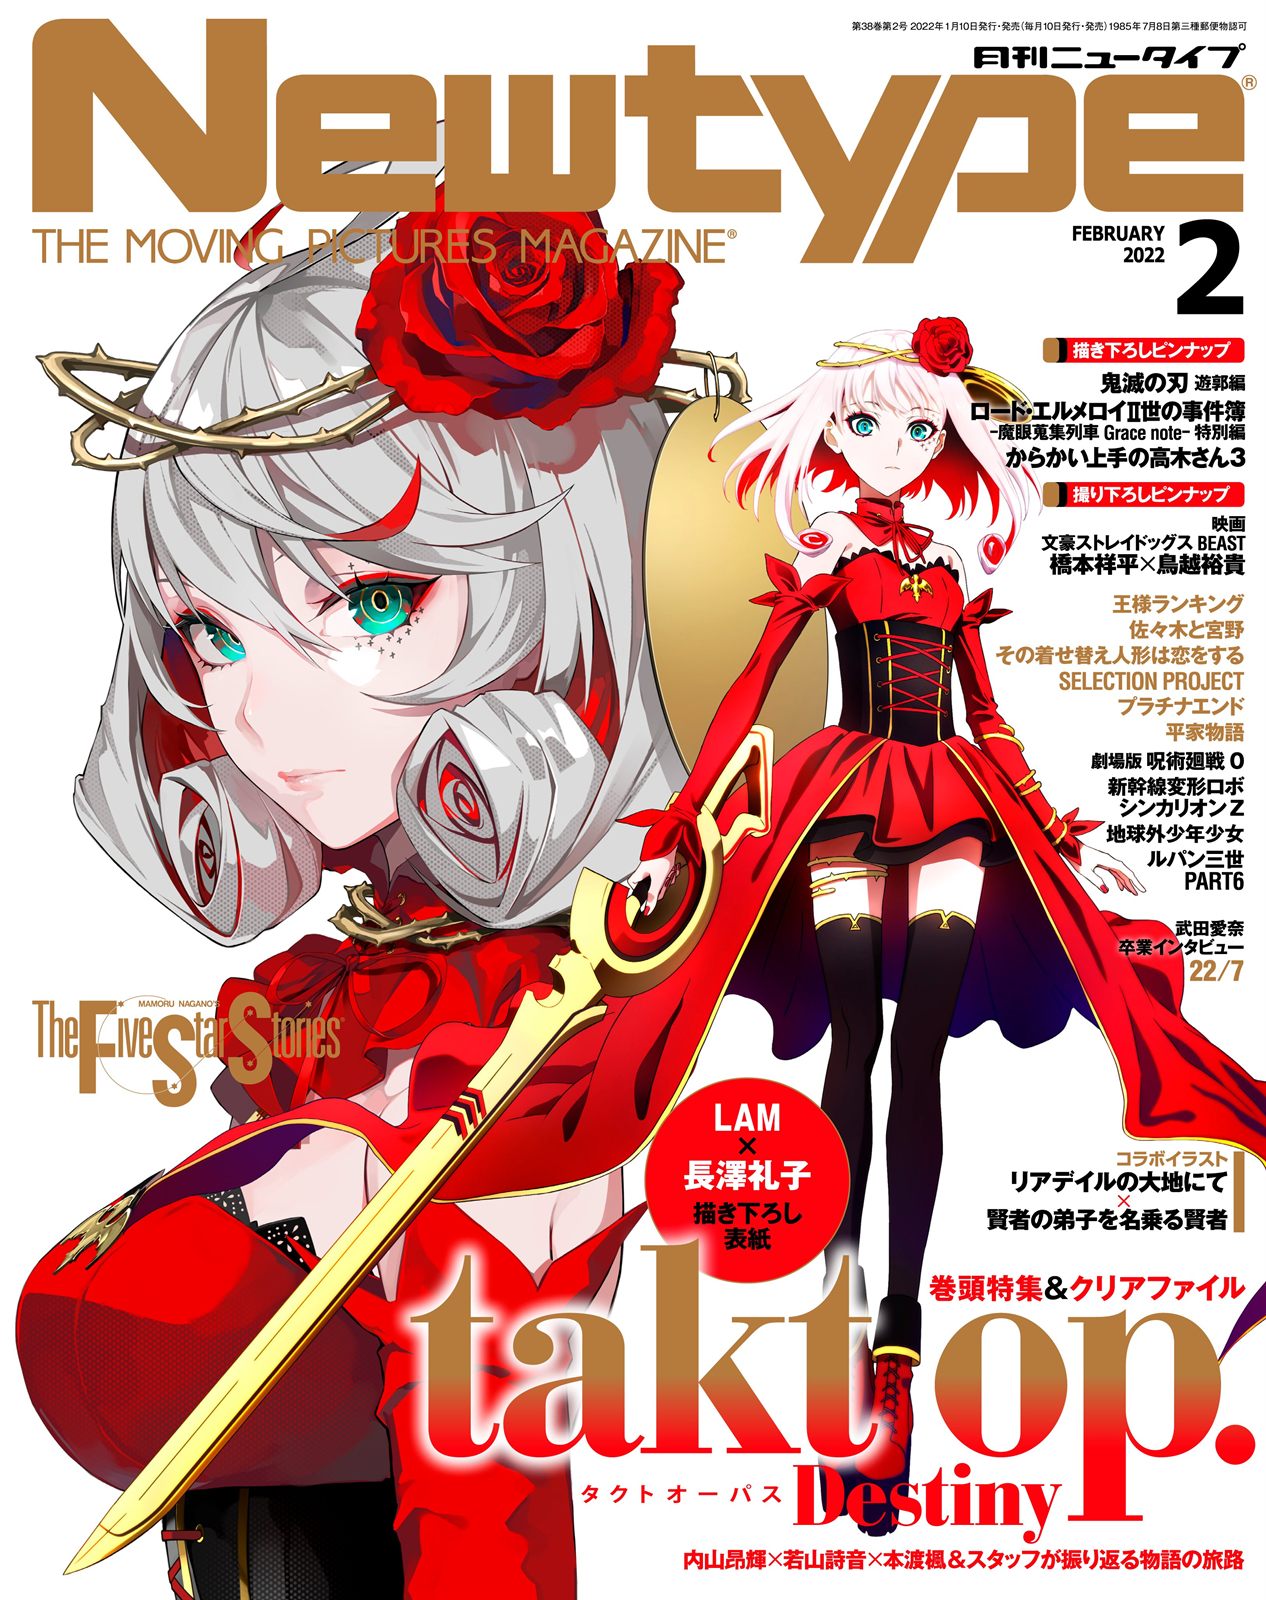 第38巻第2号 2022年1月10日発行・発売（毎月10日発行・発売）1985年7月8日第三種郵便物認可
月刊ニュータイプ
Newtype®
THE MOVING PICTURES MAGAZINE®
FEBRUARY
2022
2
描き下ろしピンナップ
鬼滅の刃 遊郭編
ロード・エルメロイⅡ世の事件簿
-魔眼蒐集列車 Grace note- 特別編
からかい上手の高木さん3
撮り下ろしピンナップ
映画
文豪ストレイドッグス BEAST
橋本祥平×鳥越裕貴
王様ランキング
佐々木と宮野
その着せ替え人形は恋をする
SELECTION PROJECT
プラチナエンド
平家物語
劇場版 呪術廻戦 0
新幹線変形ロボ
シンカリオンZ
地球外少年少女
ルパン三世
PART6
武田愛奈
卒業インタビュー
22/7
MAMORU NAGANO'S
The Five Star Stories®
LAM
×
長澤礼子
描き下ろし
表紙
コラボイラスト
リアデイルの大地にて
×
賢者の弟子を名乗る賢者
巻頭特集&クリアファイル
takt op.
タクトオーパス Destiny
内山昂輝×若山詩音×本渡楓&スタッフが振り返る物語の旅路